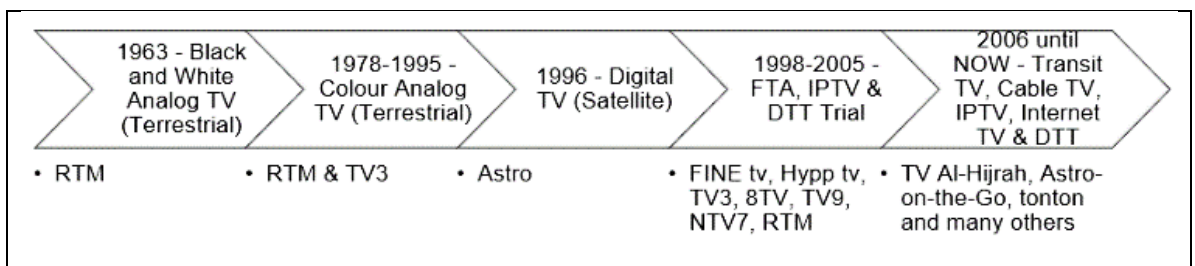 1963 - Black
and White
Analog TV
(Terrestrial)
1978-1995 -
Colour Analog
TV (Terrestrial)
1996 - Digital
TV (Satellite)
1998-2005 -
FTA, IPTV &
DTT Trial
2006 until
NOW - Transit
TV, Cable TV,
IPTV, Internet
TV & DTT
• RTM
• RTM & TV3
• Astro
• FINE tv, Hypp tv,
TV3, 8TV, TV9,
NTV7, RTM
• TV Al-Hijrah, Astro-
on-the-Go, tonton
and many others